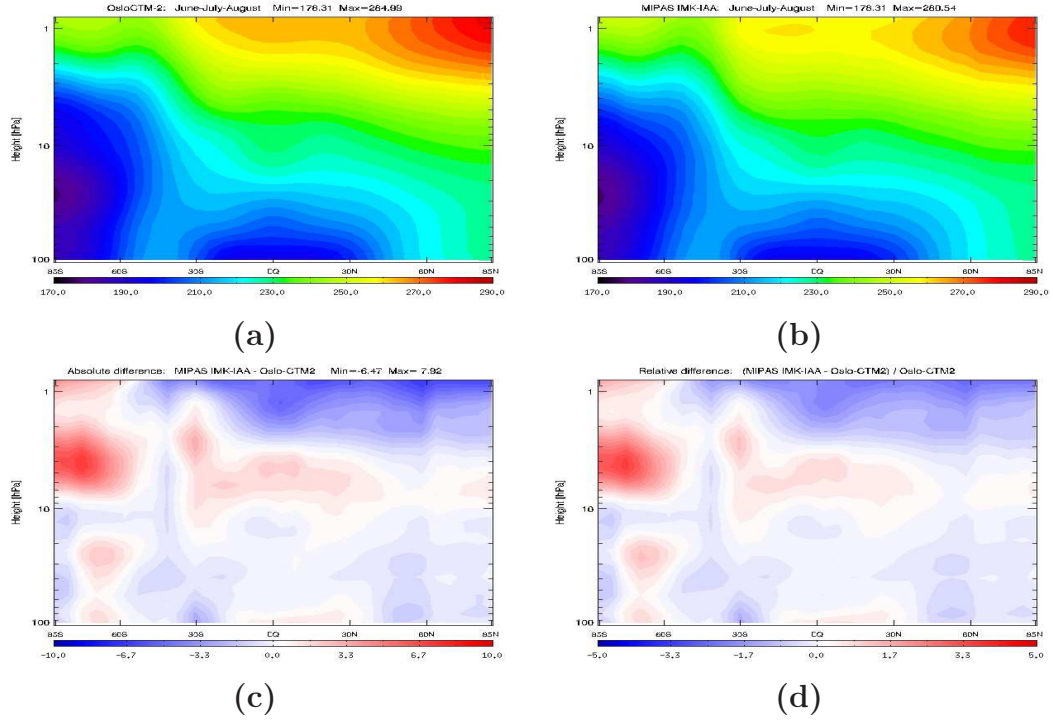 OsloCTM-2: June-July-August Min=178.31 Max=284.99
MIPAS IMK-IAA: June-July-August Min=178.31 Max=280.54
1
10
100
Height [hPa]
85S 60S 30S EQ 30N 60N 85N
170.0 190.0 210.0 230.0 250.0 270.0 290.0
(a)
1
10
100
Height [hPa]
85S 60S 30S EQ 30N 60N 85N
170.0 190.0 210.0 230.0 250.0 270.0 290.0
(b)
Absolute difference: MIPAS IMK-IAA - Oslo-CTM2 Min=-6.47 Max= 7.92
Relative difference: (MIPAS IMK-IAA - Oslo-CTM2) / Oslo-CTM2
1
10
100
Height [hPa]
85S 60S 30S EQ 30N 60N 85N
-10.0 -6.7 -3.3 0.0 3.3 6.7 10.0
(c)
1
10
100
Height [hPa]
85S 60S 30S EQ 30N 60N 85N
-5.0 -3.3 -1.7 0.0 1.7 3.3 5.0
(d)